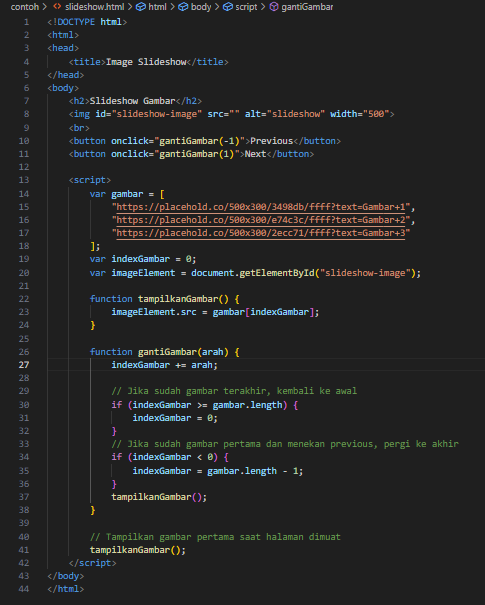 contoh > slideshow.html > html > body > script > gantiGambar
1 <!DOCTYPE html>
2 <html>
3 <head>
4 <title>Image Slideshow</title>
5 </head>
6 <body>
7 <h2>Slideshow Gambar</h2>
8 <img id="slideshow-image" src="" alt="slideshow" width="500">
9 <br>
10 <button onclick="gantiGambar(-1)">Previous</button>
11 <button onclick="gantiGambar(1)">Next</button>
12
13 <script>
14 var gambar = [
15 "https://placehold.co/500x300/3498db/ffff?text=Gambar+1",
16 "https://placehold.co/500x300/e74c3c/ffff?text=Gambar+2",
17 "https://placehold.co/500x300/2ecc71/ffff?text=Gambar+3"
18 ];
19 var indexGambar = 0;
20 var imageElement = document.getElementById("slideshow-image");
21
22 function tampilkanGambar() {
23 imageElement.src = gambar[indexGambar];
24 }
25
26 function gantiGambar(arah) {
27 indexGambar += arah;
28
29 // Jika sudah gambar terakhir, kembali ke awal
30 if (indexGambar >= gambar.length) {
31 indexGambar = 0;
32 }
33 // Jika sudah gambar pertama dan menekan previous, pergi ke akhir
34 if (indexGambar < 0) {
35 indexGambar = gambar.length - 1;
36 }
37 tampilkanGambar();
38 }
39
40 // Tampilkan gambar pertama saat halaman dimuat
41 tampilkanGambar();
42 </script>
43 </body>
44 </html>